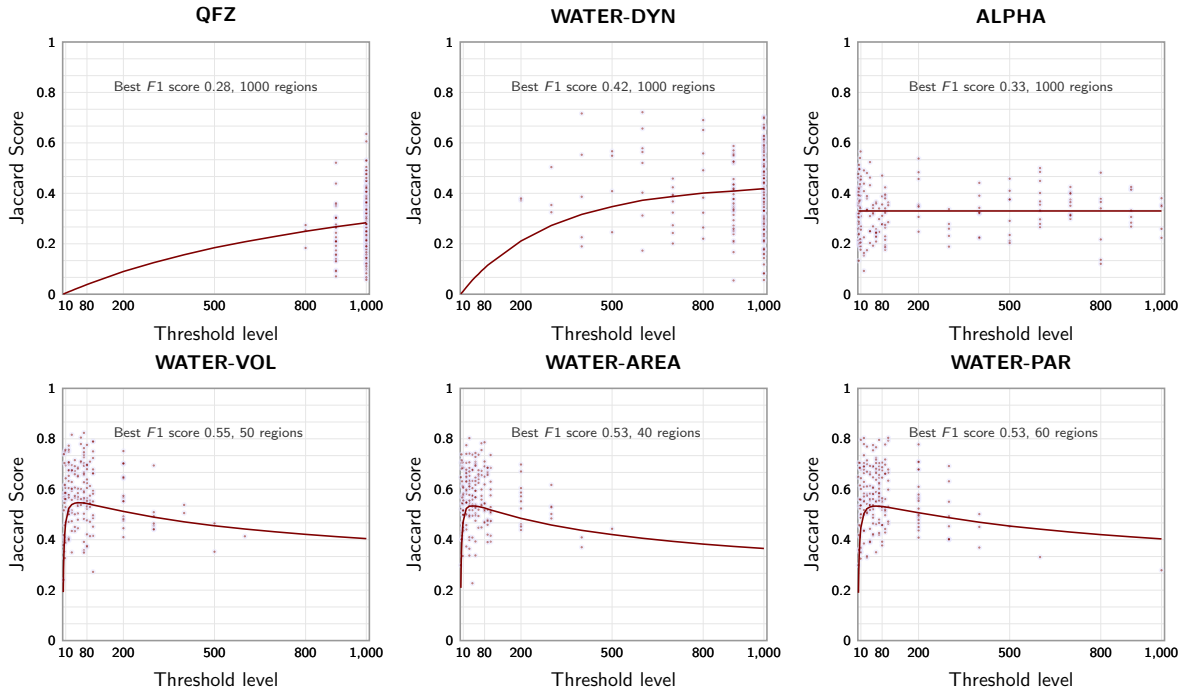 QFZ
1
0.8
0.6
0.4
0.2
0
Jaccard Score
Best F1 score 0.28, 1000 regions
10 80 200 500 800 1,000
Threshold level
WATER-DYN
1
0.8
0.6
0.4
0.2
0
Jaccard Score
Best F1 score 0.42, 1000 regions
10 80 200 500 800 1,000
Threshold level
ALPHA
1
0.8
0.6
0.4
0.2
0
Jaccard Score
Best F1 score 0.33, 1000 regions
10 80 200 500 800 1,000
Threshold level
WATER-VOL
1
0.8
0.6
0.4
0.2
0
Jaccard Score
Best F1 score 0.55, 50 regions
10 80 200 500 800 1,000
Threshold level
WATER-AREA
1
0.8
0.6
0.4
0.2
0
Jaccard Score
Best F1 score 0.53, 40 regions
10 80 200 500 800 1,000
Threshold level
WATER-PAR
1
0.8
0.6
0.4
0.2
0
Jaccard Score
Best F1 score 0.53, 60 regions
10 80 200 500 800 1,000
Threshold level